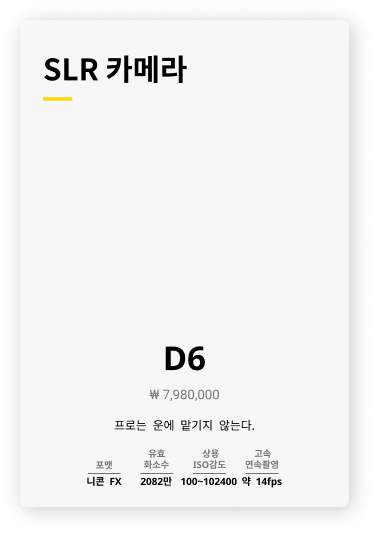 SLR 카메라
D6
₩ 7,980,000
프로는 운에 맡기지 않는다.
유효 상용 고속
포맷 화소수 ISO감도 연속촬영
니콘 FX 2082만 100~102400 약 14fps